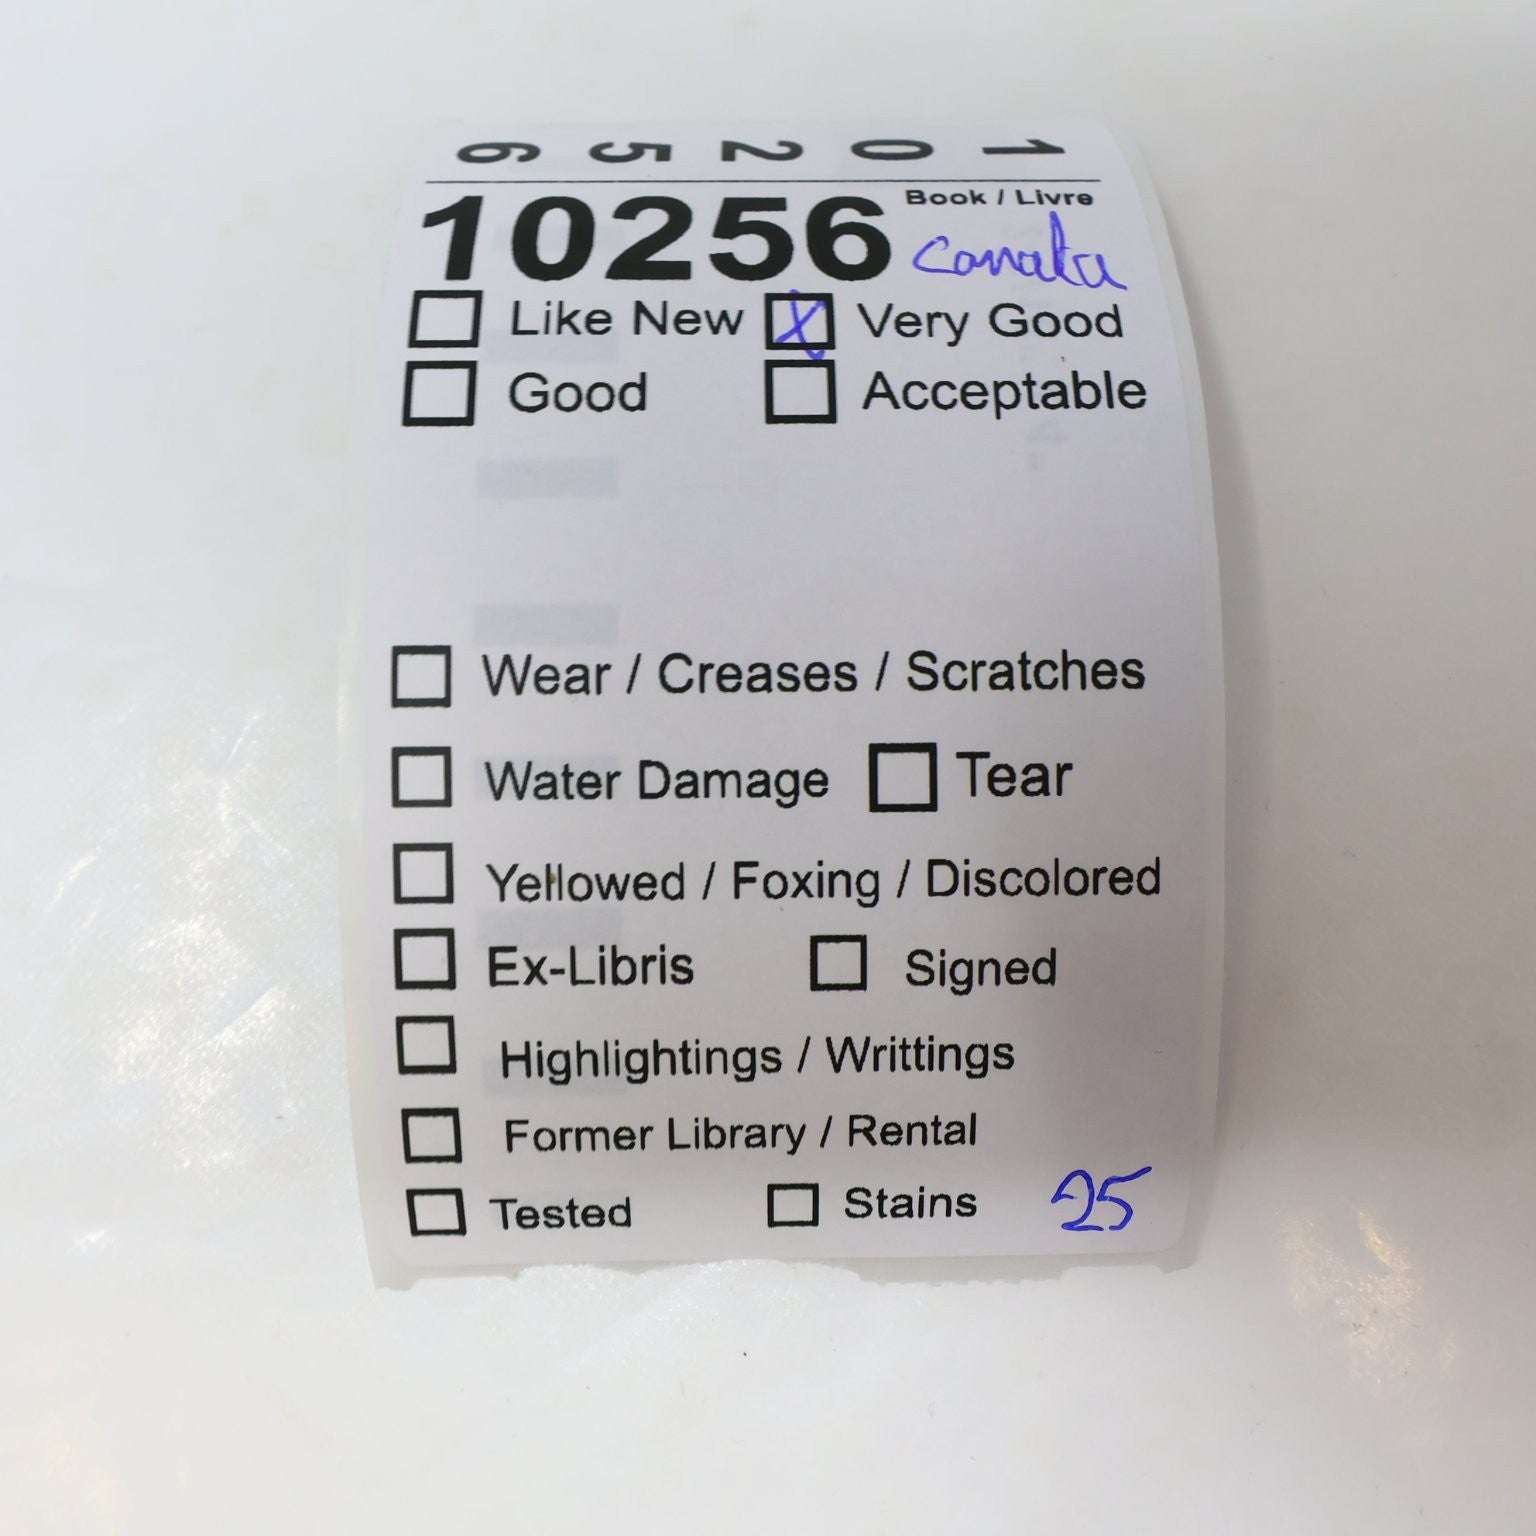 10256
10256 Book / Livre
Canada
Like New Very Good
Good Acceptable
Wear / Creases / Scratches
Water Damage Tear
Yellowed / Foxing / Discolored
Ex-Libris Signed
Highlightings / Writtings
Former Library / Rental
Tested Stains 25